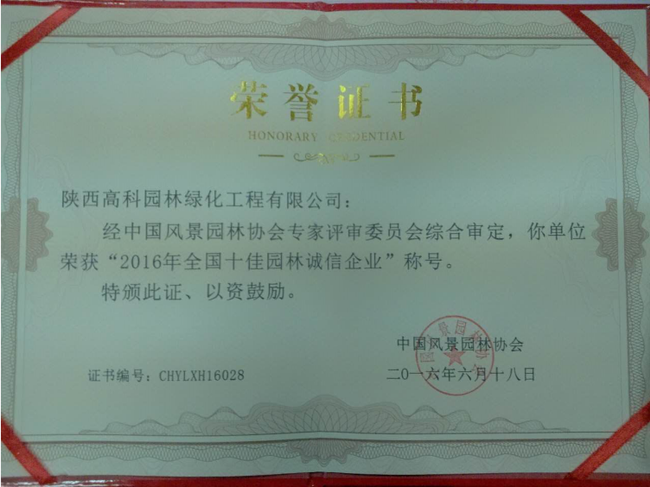 荣誉证书
HONORARY CREDENTIAL
陕西高科园林绿化工程有限公司：
经中国风景园林协会专家评审委员会综合审定，你单位
荣获“2016年全国十佳园林诚信企业”称号。
特颁此证、以资鼓励。
中国风景园林协会
证书编号：CHYLXH16028
二0一六年六月十八日